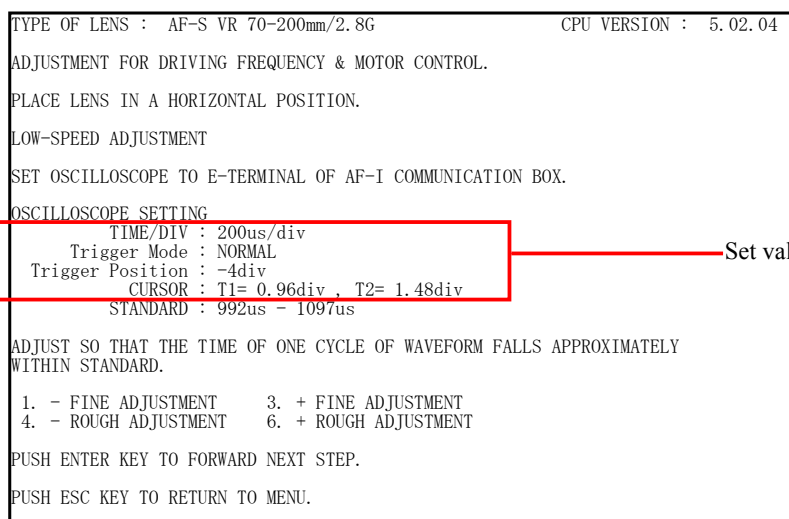 TYPE OF LENS : AF-S VR 70-200mm/2.8G CPU VERSION : 5.02.04
ADJUSTMENT FOR DRIVING FREQUENCY & MOTOR CONTROL.
PLACE LENS IN A HORIZONTAL POSITION.
LOW-SPEED ADJUSTMENT
SET OSCILLOSCOPE TO E-TERMINAL OF AF-I COMMUNICATION BOX.
OSCILLOSCOPE SETTING
TIME/DIV : 200us/div
Trigger Mode : NORMAL
Trigger Position : -4div
CURSOR : T1= 0.96div , T2= 1.48div
Set val
STANDARD : 992us - 1097us
ADJUST SO THAT THE TIME OF ONE CYCLE OF WAVEFORM FALLS APPROXIMATELY
WITHIN STANDARD.
1. - FINE ADJUSTMENT 3. + FINE ADJUSTMENT
4. - ROUGH ADJUSTMENT 6. + ROUGH ADJUSTMENT
PUSH ENTER KEY TO FORWARD NEXT STEP.
PUSH ESC KEY TO RETURN TO MENU.